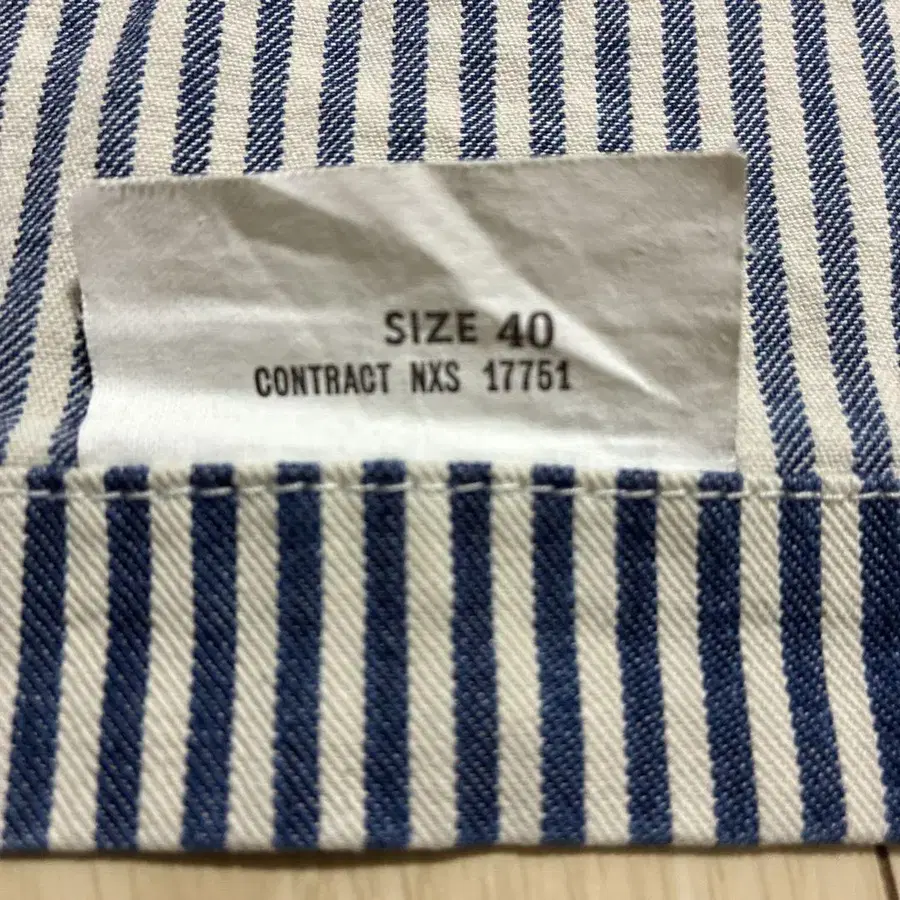 SIZE 40
CONTRACT NXS 17751